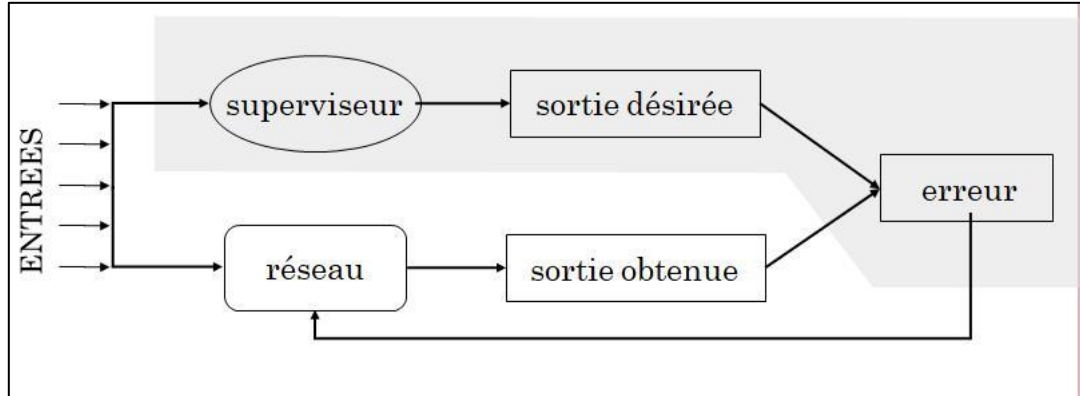 ENTREES
superviseur
sortie désirée
erreur
réseau
sortie obtenue